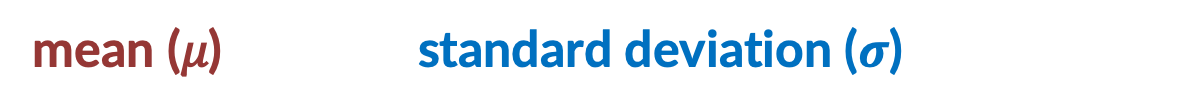 mean (μ) standard deviation (σ)